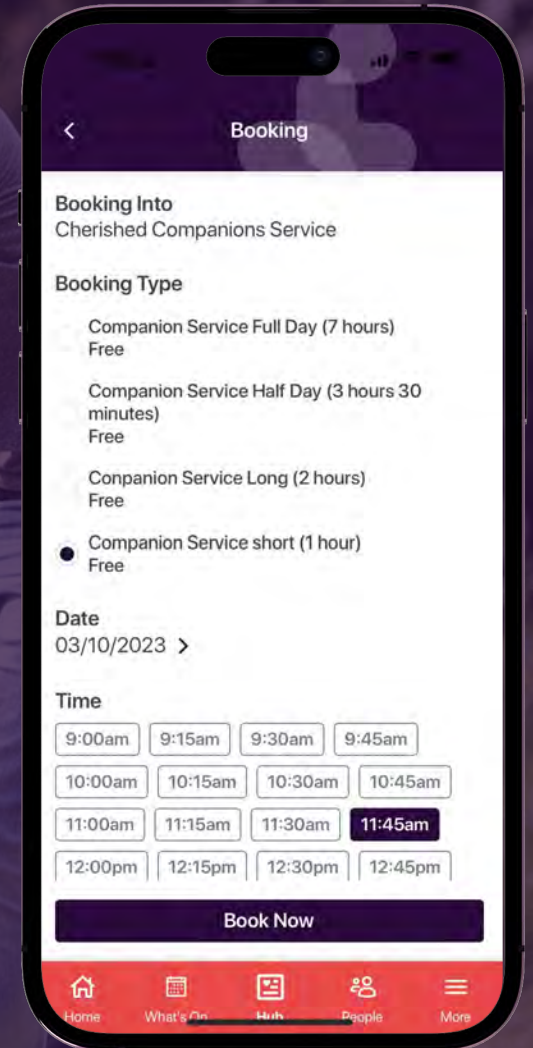 Booking
Booking Into
Cherished Companions Service
Booking Type
Companion Service Full Day (7 hours)
Free
Companion Service Half Day (3 hours 30
minutes)
Free
Conpanion Service Long (2 hours)
Free
Companion Service short (1 hour)
Free
Date
03/10/2023
Time
9:00am 9:15am 9:30am 9:45am
10:00am 10:15am 10:30am 10:45am
11:00am 11:15am 11:30am 11:45am
12:00pm 12:15pm 12:30pm 12:45pm
Book Now
Home What's On Hub People More